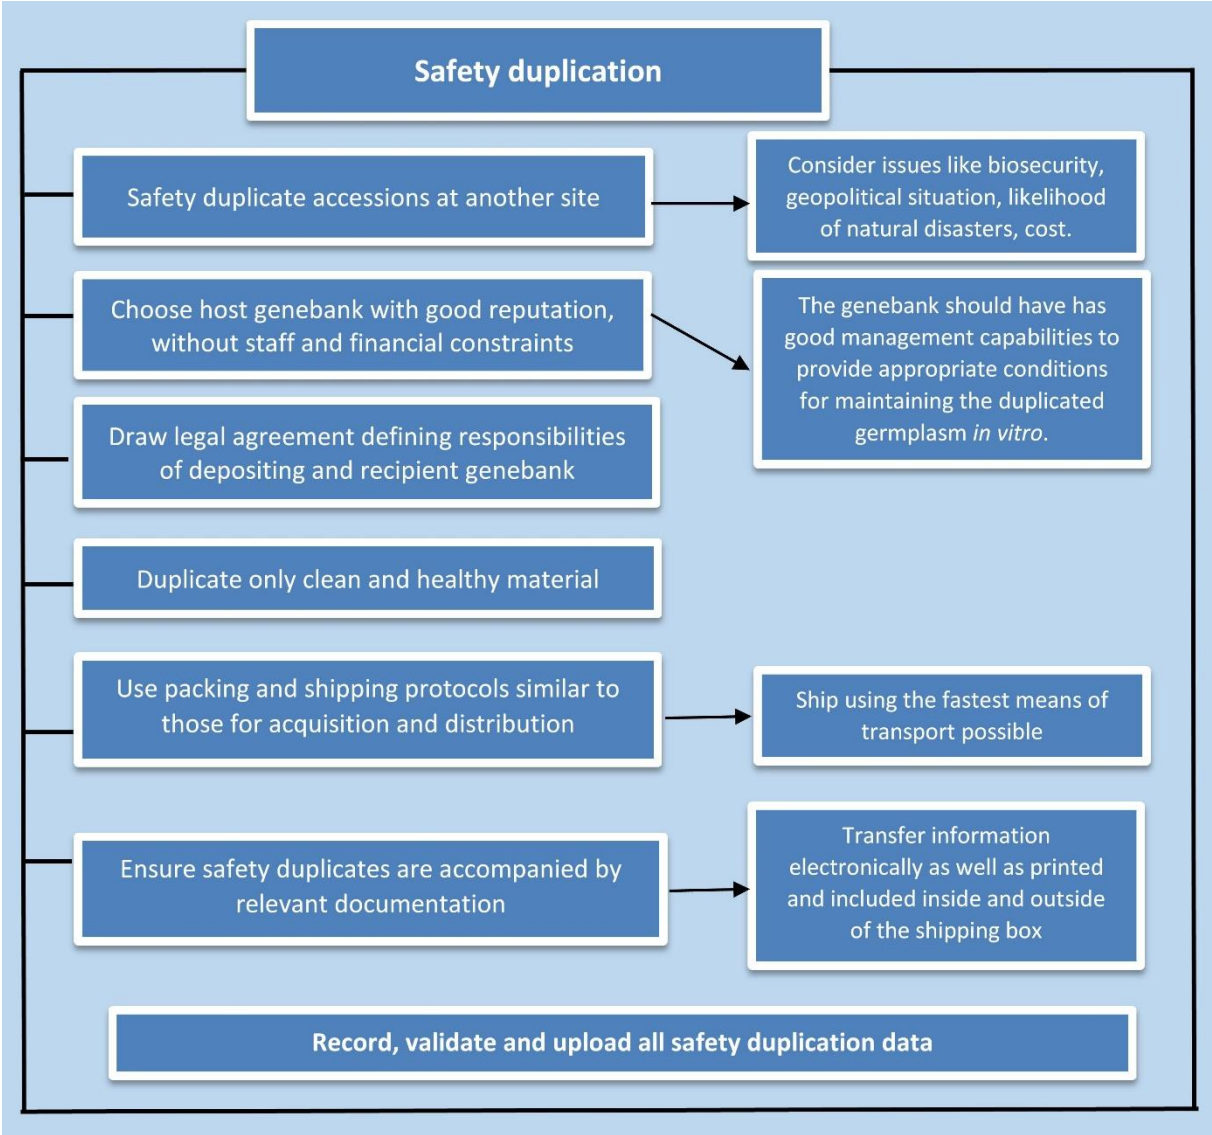 Safety duplication
Safety duplicate accessions at another site
Consider issues like biosecurity,
geopolitical situation, likelihood
of natural disasters, cost.
Choose host genebank with good reputation,
without staff and financial constraints
The genebank should have has
good management capabilities to
provide appropriate conditions
for maintaining the duplicated
germplasm in vitro.
Draw legal agreement defining responsibilities
of depositing and recipient genebank
Duplicate only clean and healthy material
Use packing and shipping protocols similar to
those for acquisition and distribution
Ship using the fastest means of
transport possible
Ensure safety duplicates are accompanied by
relevant documentation
Transfer information
electronically as well as printed
and included inside and outside
of the shipping box
Record, validate and upload all safety duplication data